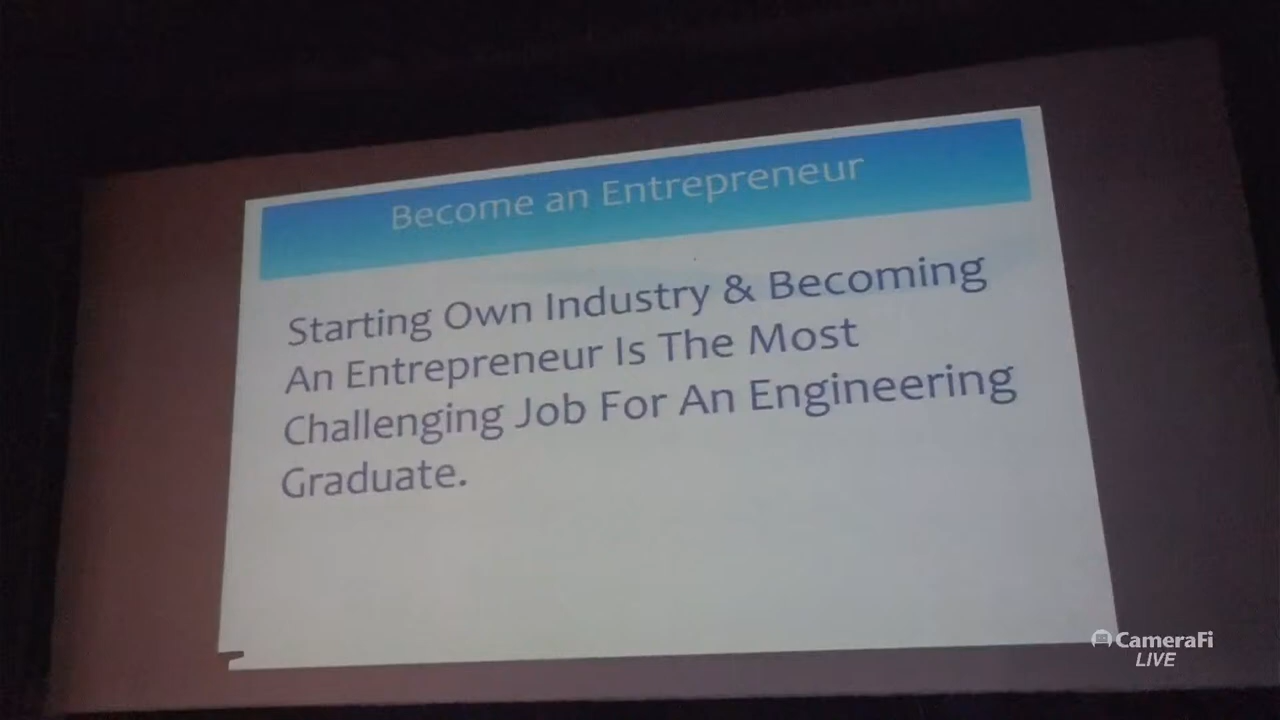 Become an Entrepreneur
Starting Own Industry & Becoming
An Entrepreneur Is The Most
Challenging Job For An Engineering
Graduate.
CameraFi
LIVE